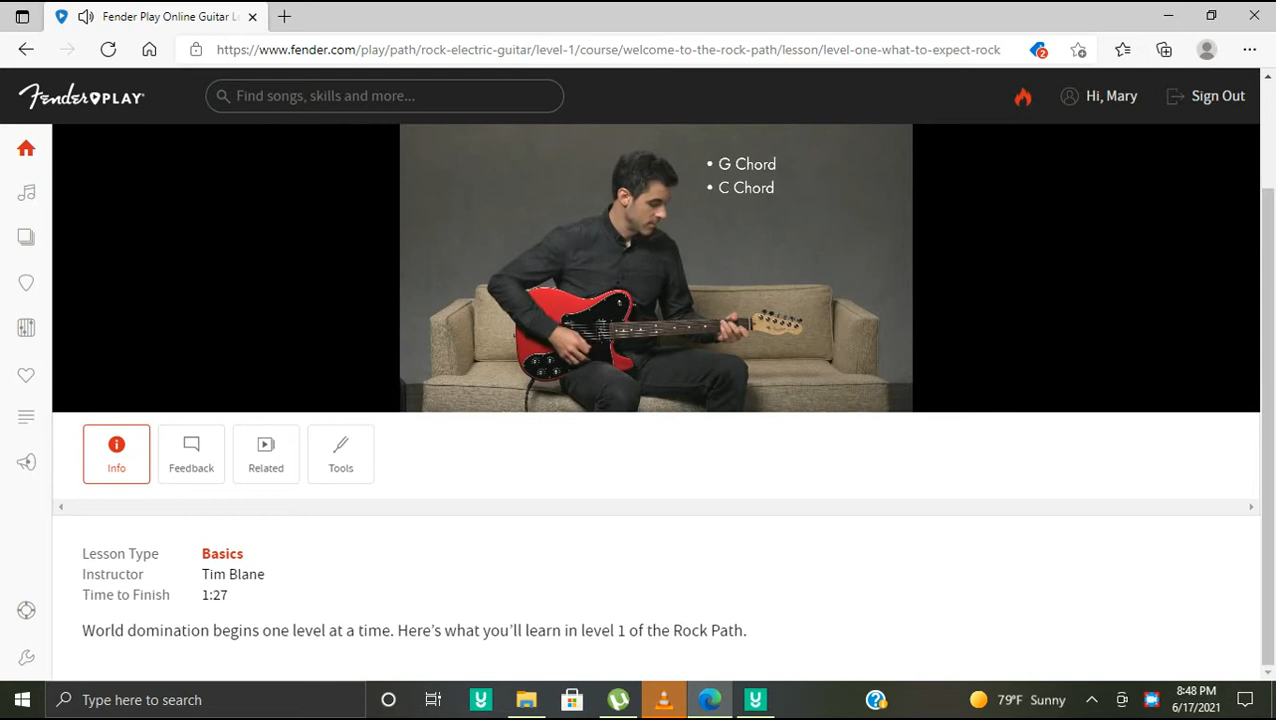 Fender Play Online Guitar Le
https://www.fender.com/play/path/rock-electric-guitar/level-1/course/welcome-to-the-rock-path/lesson/level-one-what-to-expect-rock
2
Fender PLAY
Find songs, skills and more...
Hi, Mary
Sign Out
• G Chord
• C Chord
Info
Feedback
Related
Tools
Lesson Type Basics
Instructor Tim Blane
Time to Finish 1:27
World domination begins one level at a time. Here's what you'll learn in level 1 of the Rock Path.
Type here to search
79°F Sunny
8:48 PM
6/17/2021